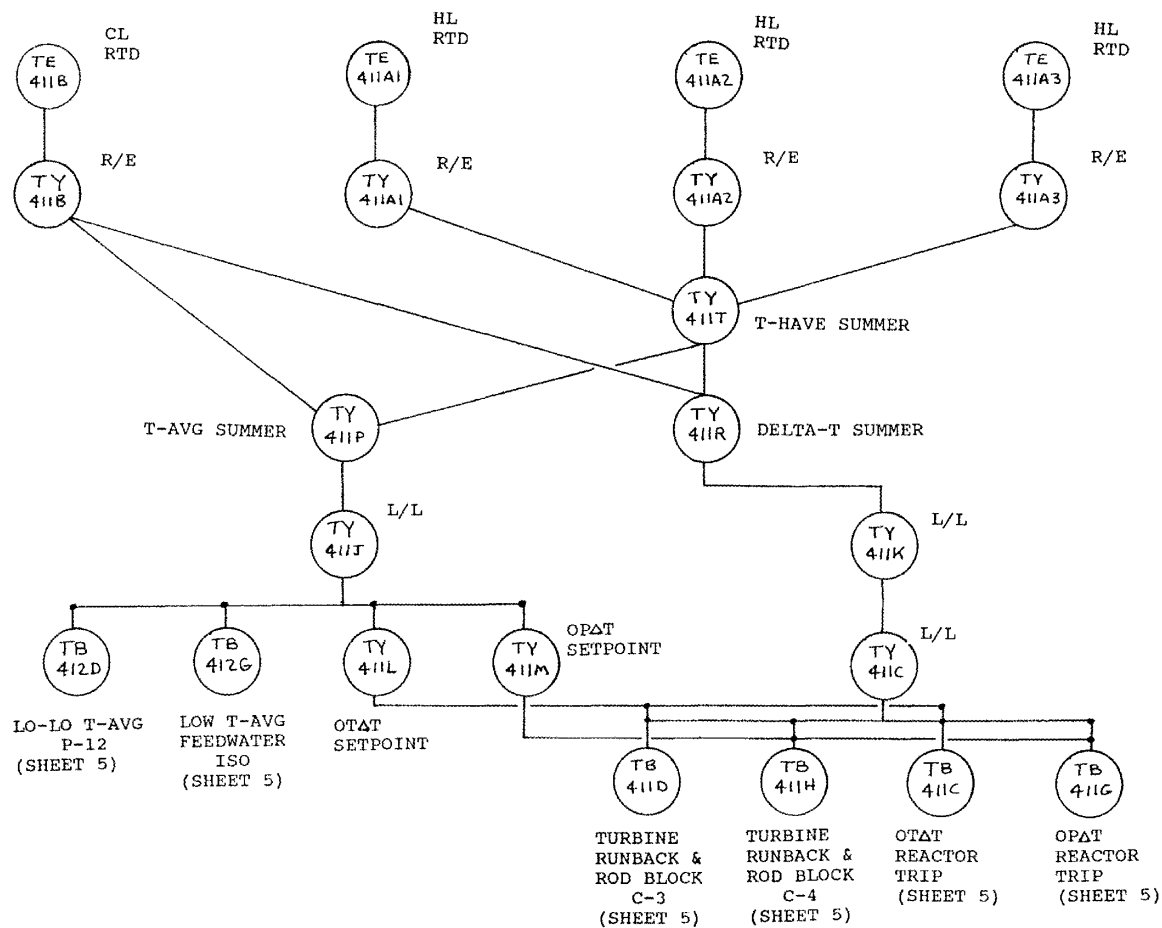 CL
RTD
HL
RTD
HL
RTD
HL
RTD
TE
411B
TE
411A1
TE
411A2
TE
411A3
R/E
R/E
R/E
R/E
TY
411B
TY
411A1
TY
411A2
TY
411A3
TY
411T
T-HAVE SUMMER
T-AVG SUMMER
TY
411P
TY
411R
DELTA-T SUMMER
L/L
TY
411J
L/L
TY
411K
TB
412D
TB
412G
TY
411L
TY
411M
OPΔT
SETPOINT
L/L
TY
411C
LO-LO T-AVG
P-12
(SHEET 5)
LOW T-AVG
FEEDWATER
ISO
(SHEET 5)
OTΔT
SETPOINT
TB
411D
TB
411H
TB
411C
TB
411G
TURBINE
RUNBACK &
ROD BLOCK
C-3
(SHEET 5)
TURBINE
RUNBACK &
ROD BLOCK
C-4
(SHEET 5)
OTΔT
REACTOR
TRIP
(SHEET 5)
OPΔT
REACTOR
TRIP
(SHEET 5)